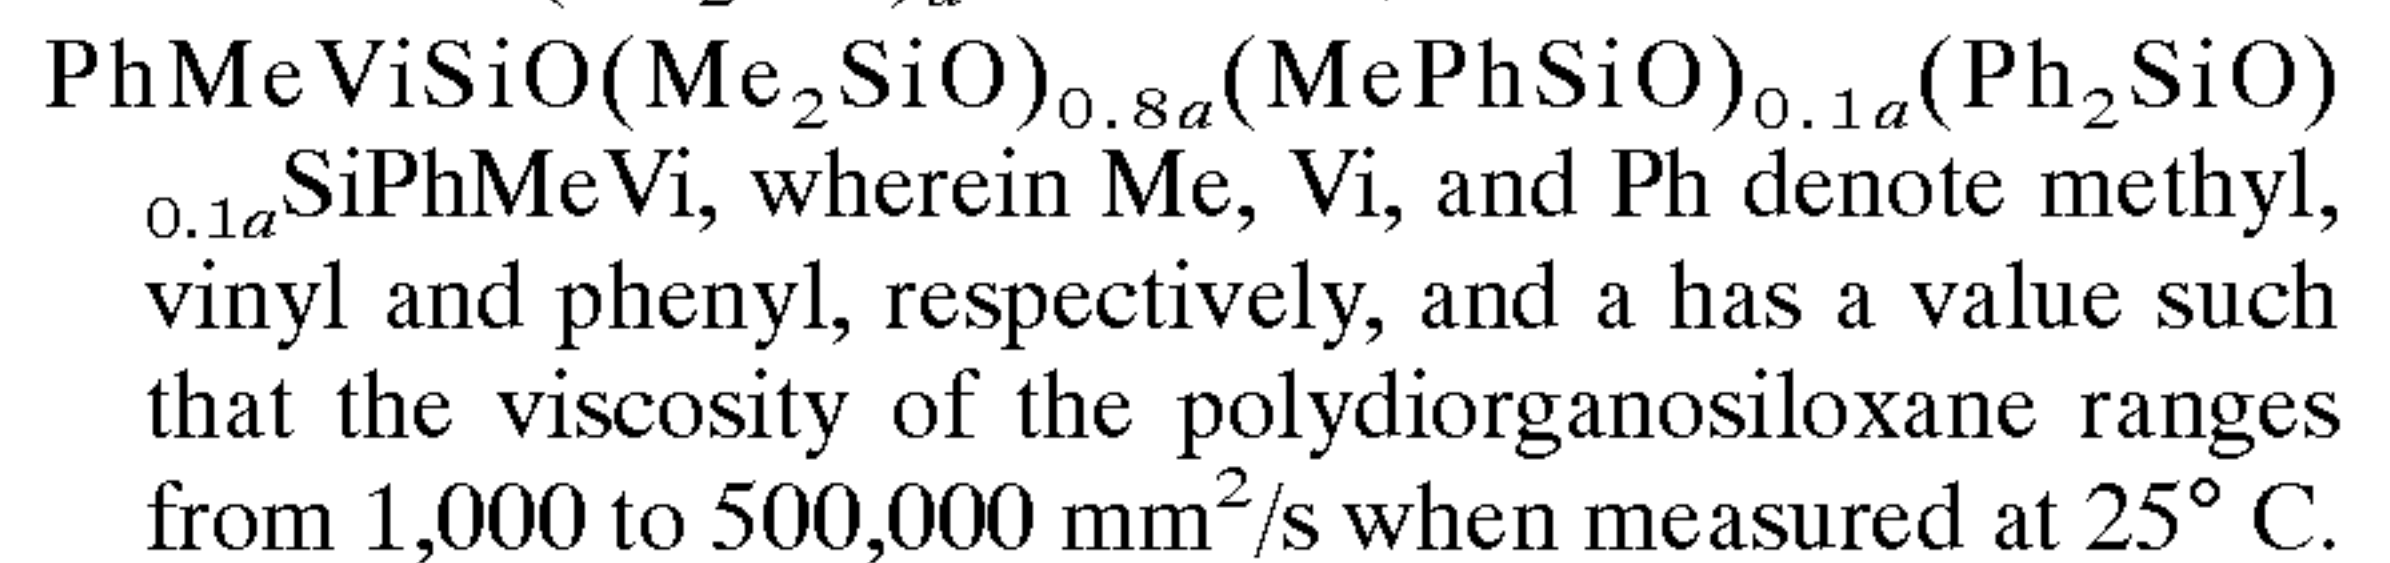 PhMeViSiO(Me₂SiO)₀.₈ₐ(MePhSiO)₀.₁ₐ(Ph₂SiO)
₀.₁ₐSiPhMeVi, wherein Me, Vi, and Ph denote methyl,
vinyl and phenyl, respectively, and a has a value such
that the viscosity of the polydiorganosiloxane ranges
from 1,000 to 500,000 mm²/s when measured at 25° C.